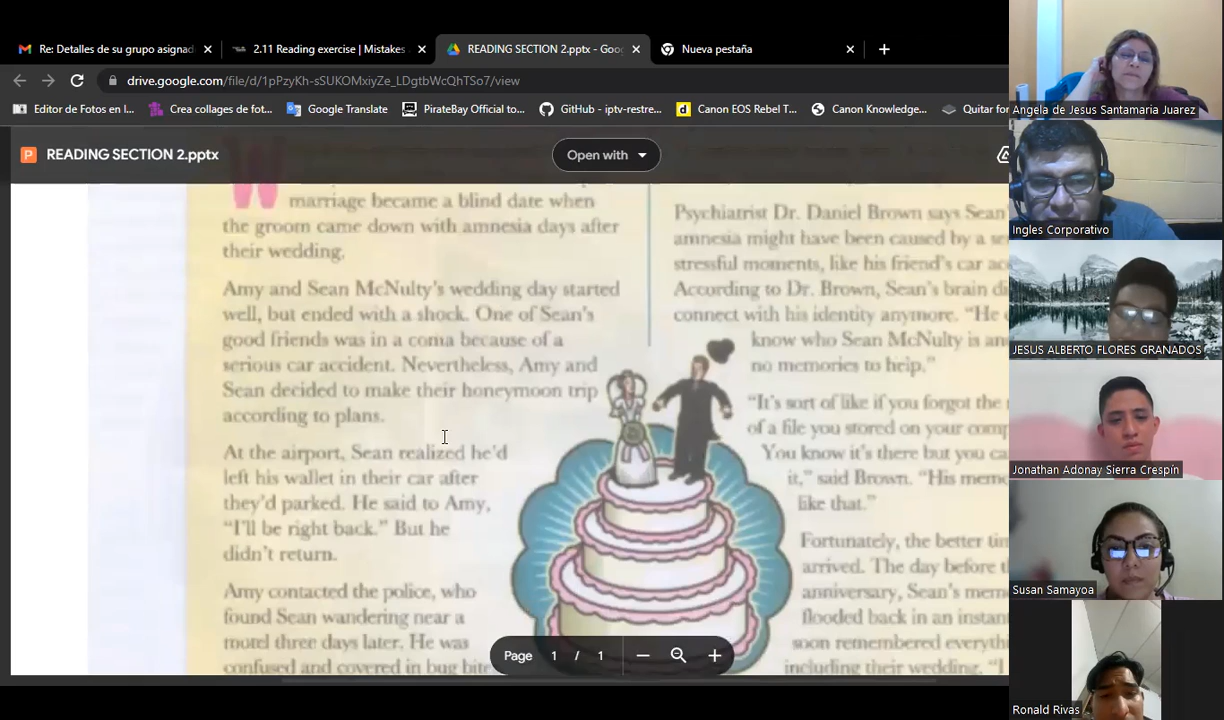 Re: Detalles de su grupo asignad
2.11 Reading exercise | Mistakes
READING SECTION 2.pptx - Goo
Nueva pestaña
drive.google.com/file/d/1pPzyKh-sSUKOMxiyZe_LDgtbWcQhTSo7/view
Editor de Fotos en l...
Crea collages de fot...
Google Translate
PirateBay Official to...
GitHub - iptv-restre...
Canon EOS Rebel T...
Canon Knowledge...
Quitar for
READING SECTION 2.pptx
Open with
W
marriage became a blind date when
the groom came down with amnesia days after
their wedding.
Amy and Sean McNulty's wedding day started
well, but ended with a shock. One of Sean's
good friends was in a coma because of a
serious car accident. Nevertheless, Amy and
Sean decided to make their honeymoon trip
according to plans.
At the airport, Sean realized he'd
left his wallet in their car after
they'd parked. He said to Amy,
"I'll be right back." But he
didn't return.
Amy contacted the police, who
found Sean wandering near a
motel three days later. He was
confused and covered in bug bite
Psychiatrist Dr. Daniel Brown says Sean'
amnesia might have been caused by a se
stressful moments, like his friend's car ac
According to Dr. Brown, Sean's brain di
connect with his identity anymore. "He
know who Sean McNulty is an
no memories to help."
"It's sort of like if you forgot the
of a file you stored on your comp
You know it's there but you ca
it," said Brown. "His mem
like that."
Fortunately, the better tim
arrived. The day before t
anniversary, Sean's mem
flooded back in an instan
soon remembered everyth
including their wedding. "I
Page 1 / 1
Angela de Jesus Santamaria Juarez
Ingles Corporativo
JESUS ALBERTO FLORES GRANADOS
Jonathan Adonay Sierra Crespín
Susan Samayoa
Ronald Rivas